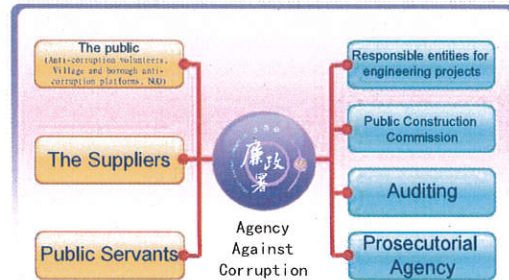 The public
(Anti-corruption volunteers,
Village and borough anti-
corruption platforms, NGO)
The Suppliers
Public Servants
廉政署
Agency
Against
Corruption
Responsible entities for
engineering projects
Public Construction
Commission
Auditing
Prosecutorial
Agency